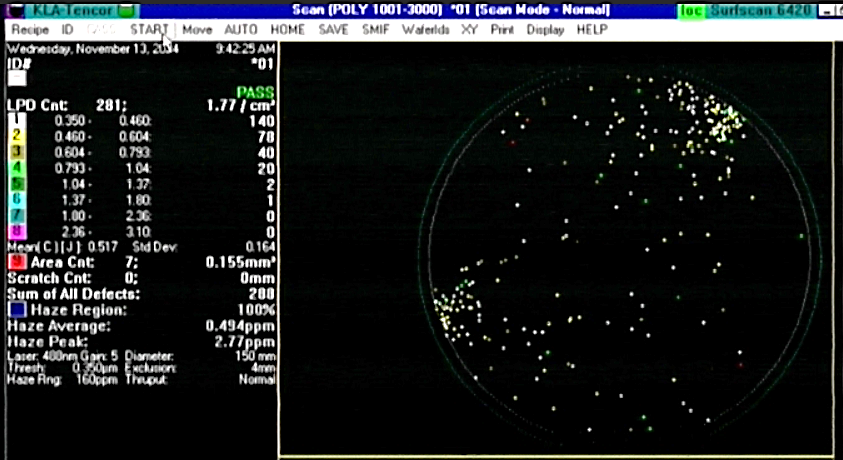 KLA-Tencor Scan (POLY 1001-3000) *01 (Scan Mode - Normal) loc Surfscan 6420
Recipe ID START Move AUTO HOME SAVE SMIF WaferIds XY Print Display HELP
Wednesday, November 13, 9:42:25 AM
ID# *01
PASS
LPD Cnt: 281; 1.77 / cm²
1 0.350 - 0.460: 140
2 0.460 - 0.604: 78
3 0.604 - 0.793: 40
4 0.793 - 1.04: 20
5 1.04 - 1.37: 2
6 1.37 - 1.80: 1
7 1.80 - 2.36: 0
8 2.36 - 3.10: 0
Mean( C ) [ J ]: 0.517 Std Dev: 0.164
9 Area Cnt: 7; 0.155mm²
Scratch Cnt: 0; 0mm
Sum of All Defects: 288
Haze Region: 100%
Haze Average: 0.494ppm
Haze Peak: 2.77ppm
Laser: 488nm Gain: 5 Diameter: 150 mm
Thresh: 0.350µm Exclusion: 4mm
Haze Rng: 160ppm Thruput: Normal